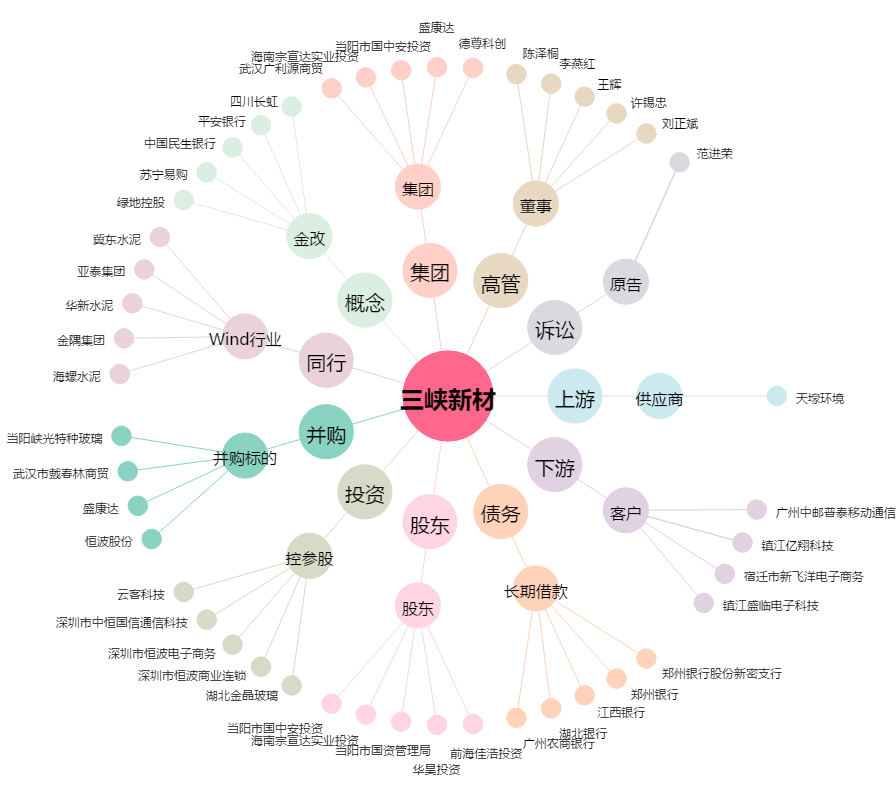 盛康达
当阳市国中安投资
德尊科创
海南宗宣达实业投资
武汉广利源商贸
集团
集团
陈泽桐
李燕红
王辉
许锡忠
刘正斌
董事
高管
范进荣
原告
诉讼
四川长虹
平安银行
中国民生银行
苏宁易购
绿地控股
金改
概念
冀东水泥
亚泰集团
华新水泥
金隅集团
海螺水泥
Wind行业
同行
三峡新材
上游
供应商
天壕环境
当阳峡光特种玻璃
武汉市戡春林商贸
盛康达
恒波股份
并购标的
并购
下游
客户
广州中邮普泰移动通信
镇江亿翔科技
宿迁市新飞洋电子商务
镇江盛临电子科技
投资
控参股
云客科技
深圳市中恒国信通信科技
深圳市恒波电子商务
深圳市恒波商业连锁
湖北金晶玻璃
股东
股东
当阳市国中安投资
海南宗宣达实业投资
当阳市国资管理局
华昊投资
前海佳浩投资
债务
长期借款
郑州银行股份新密支行
郑州银行
江西银行
湖北银行
广州农商银行